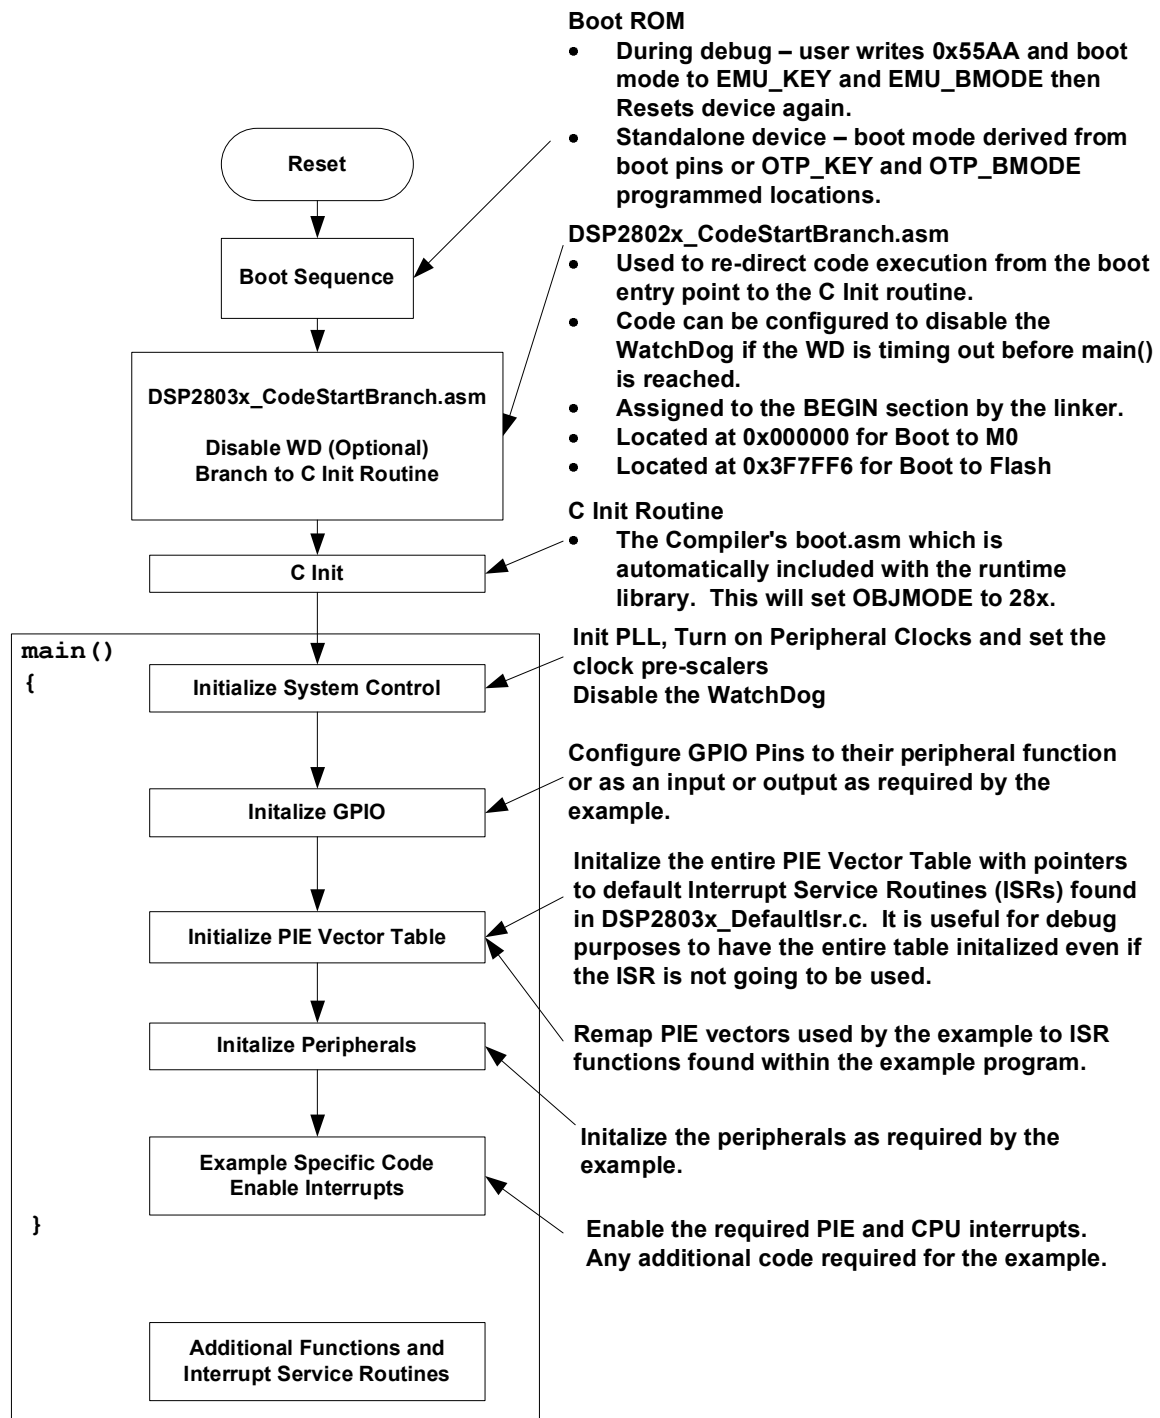 Boot ROM
• During debug – user writes 0x55AA and boot
mode to EMU_KEY and EMU_BMODE then
Resets device again.
• Standalone device – boot mode derived from
boot pins or OTP_KEY and OTP_BMODE
programmed locations.
Reset
Boot Sequence
DSP2802x_CodeStartBranch.asm
• Used to re-direct code execution from the boot
entry point to the C Init routine.
• Code can be configured to disable the
WatchDog if the WD is timing out before main()
is reached.
• Assigned to the BEGIN section by the linker.
• Located at 0x000000 for Boot to M0
• Located at 0x3F7FF6 for Boot to Flash
DSP2803x_CodeStartBranch.asm
Disable WD (Optional)
Branch to C Init Routine
C Init Routine
• The Compiler's boot.asm which is
automatically included with the runtime
library. This will set OBJMODE to 28x.
C Init
main()
{
Initialize System Control
Init PLL, Turn on Peripheral Clocks and set the
clock pre-scalers
Disable the WatchDog
Initalize GPIO
Configure GPIO Pins to their peripheral function
or as an input or output as required by the
example.
Initialize PIE Vector Table
Initalize the entire PIE Vector Table with pointers
to default Interrupt Service Routines (ISRs) found
in DSP2803x_DefaultIsr.c. It is useful for debug
purposes to have the entire table initalized even if
the ISR is not going to be used.
Remap PIE vectors used by the example to ISR
functions found within the example program.
Initalize Peripherals
Initalize the peripherals as required by the
example.
Example Specific Code
Enable Interrupts
Enable the required PIE and CPU interrupts.
Any additional code required for the example.
}
Additional Functions and
Interrupt Service Routines